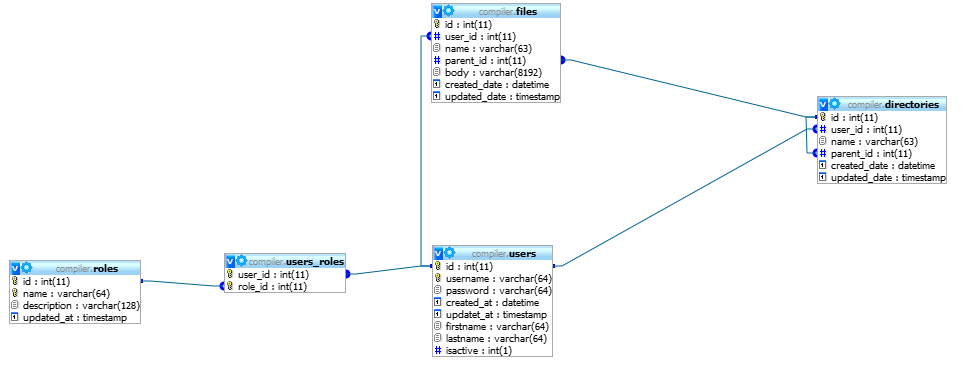 compiler.files
id : int(11)
user_id : int(11)
name : varchar(63)
parent_id : int(11)
body : varchar(8192)
created_date : datetime
updated_date : timestamp
compiler.directories
id : int(11)
user_id : int(11)
name : varchar(63)
parent_id : int(11)
created_date : datetime
updated_date : timestamp
compiler.roles
id : int(11)
name : varchar(64)
description : varchar(128)
updated_at : timestamp
compiler.users_roles
user_id : int(11)
role_id : int(11)
compiler.users
id : int(11)
username : varchar(64)
password : varchar(64)
created_at : datetime
updatet_at : timestamp
firstname : varchar(64)
lastname : varchar(64)
isactive : int(1)